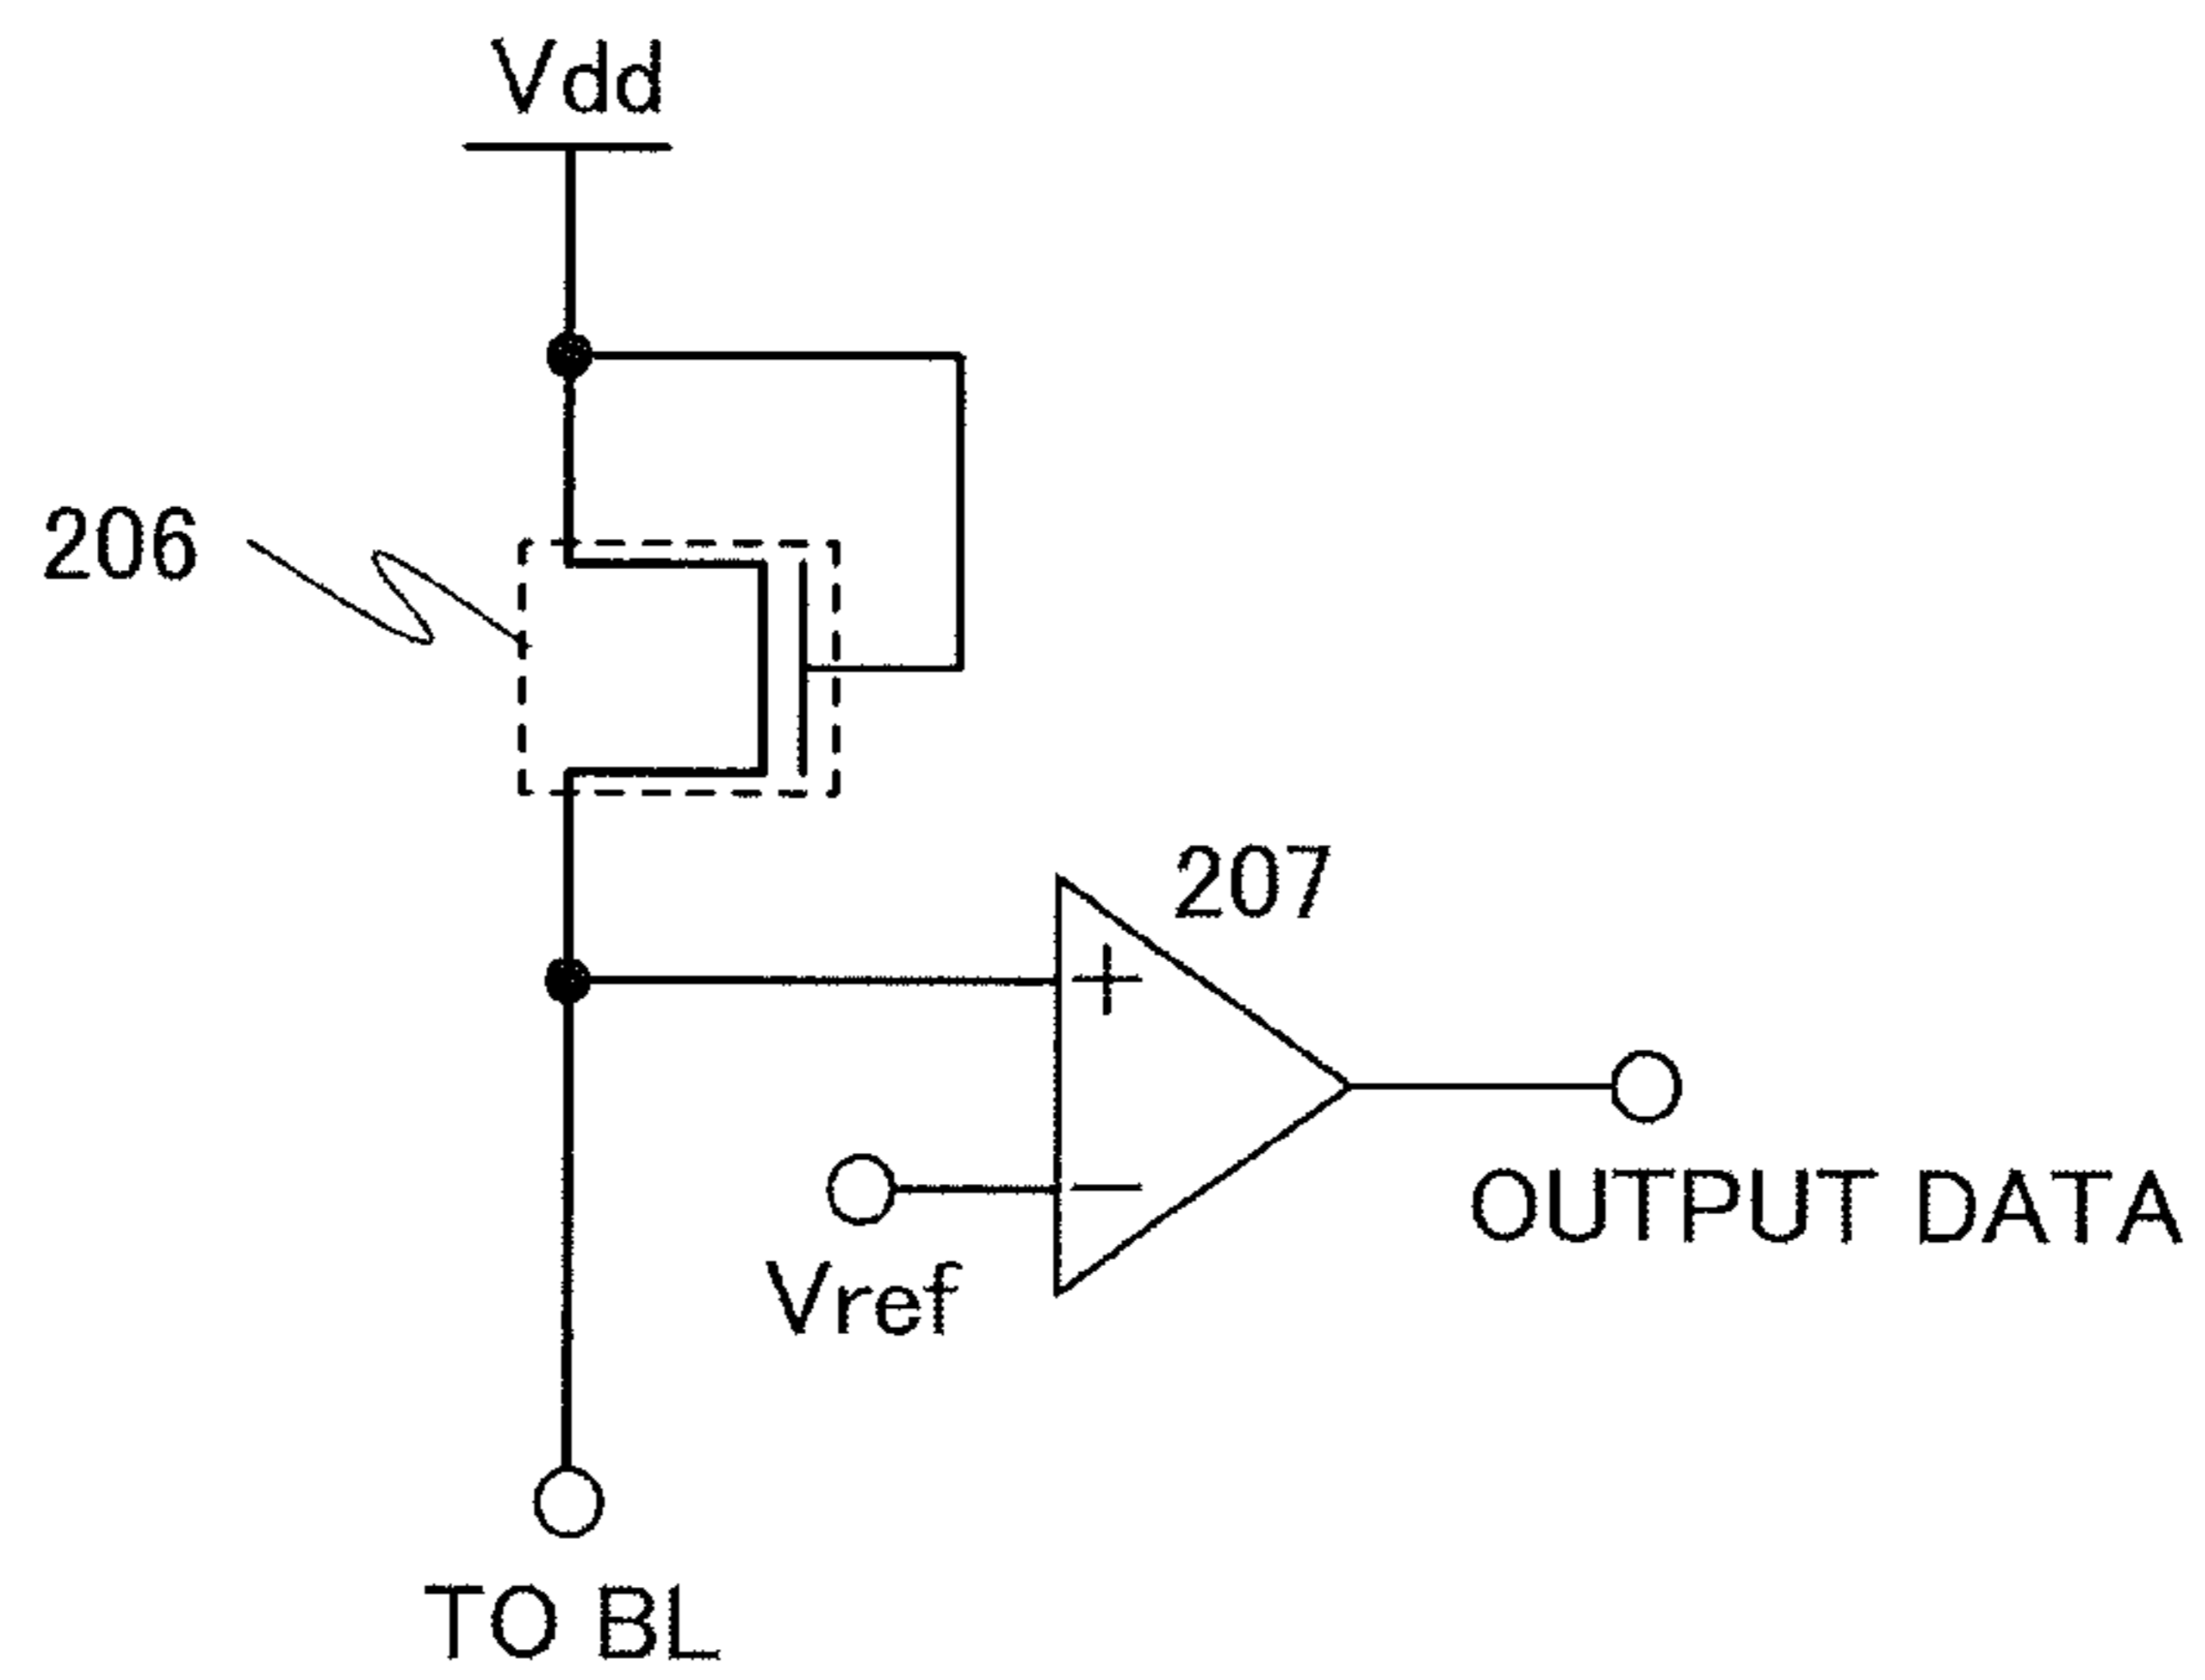 Vdd
206
207
+
−
Vref
OUTPUT DATA
TO BL